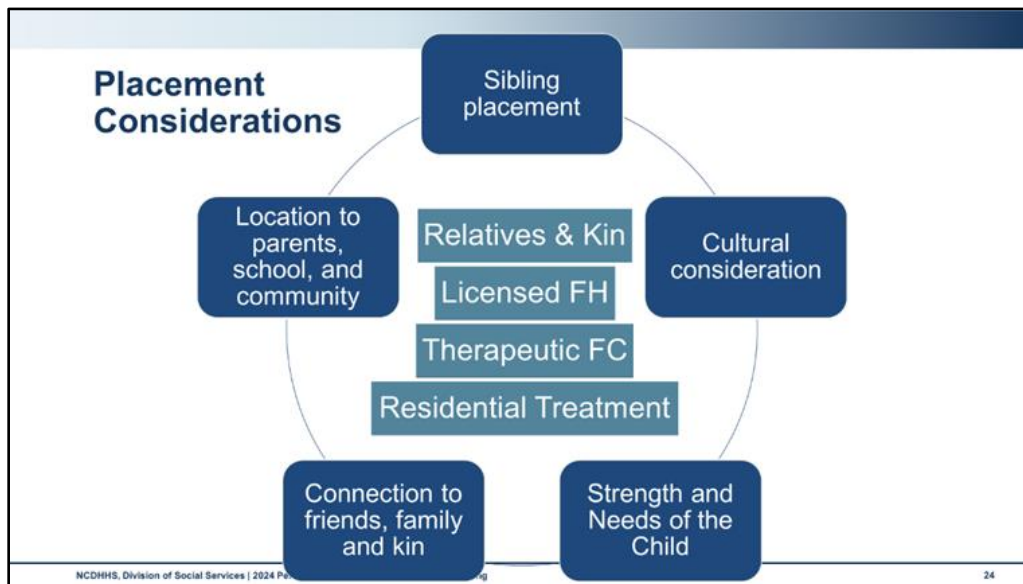 Placement
Considerations
Sibling
placement
Location to
parents,
school, and
community
Relatives & Kin
Licensed FH
Therapeutic FC
Residential Treatment
Cultural
consideration
Connection to
friends, family
and kin
Strength and
Needs of the
Child
NCDHHS, Division of Social Services | 2024
24